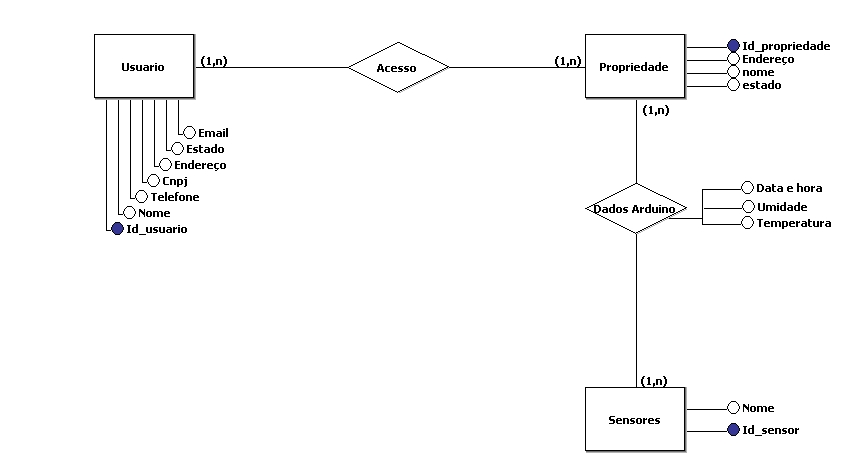 Usuario
(1,n)
Acesso
(1,n)
Propriedade
Id_propriedade
Endereço
nome
estado
(1,n)
Email
Estado
Endereço
Cnpj
Telefone
Nome
Id_usuario
Dados Arduino
Data e hora
Umidade
Temperatura
(1,n)
Sensores
Nome
Id_sensor